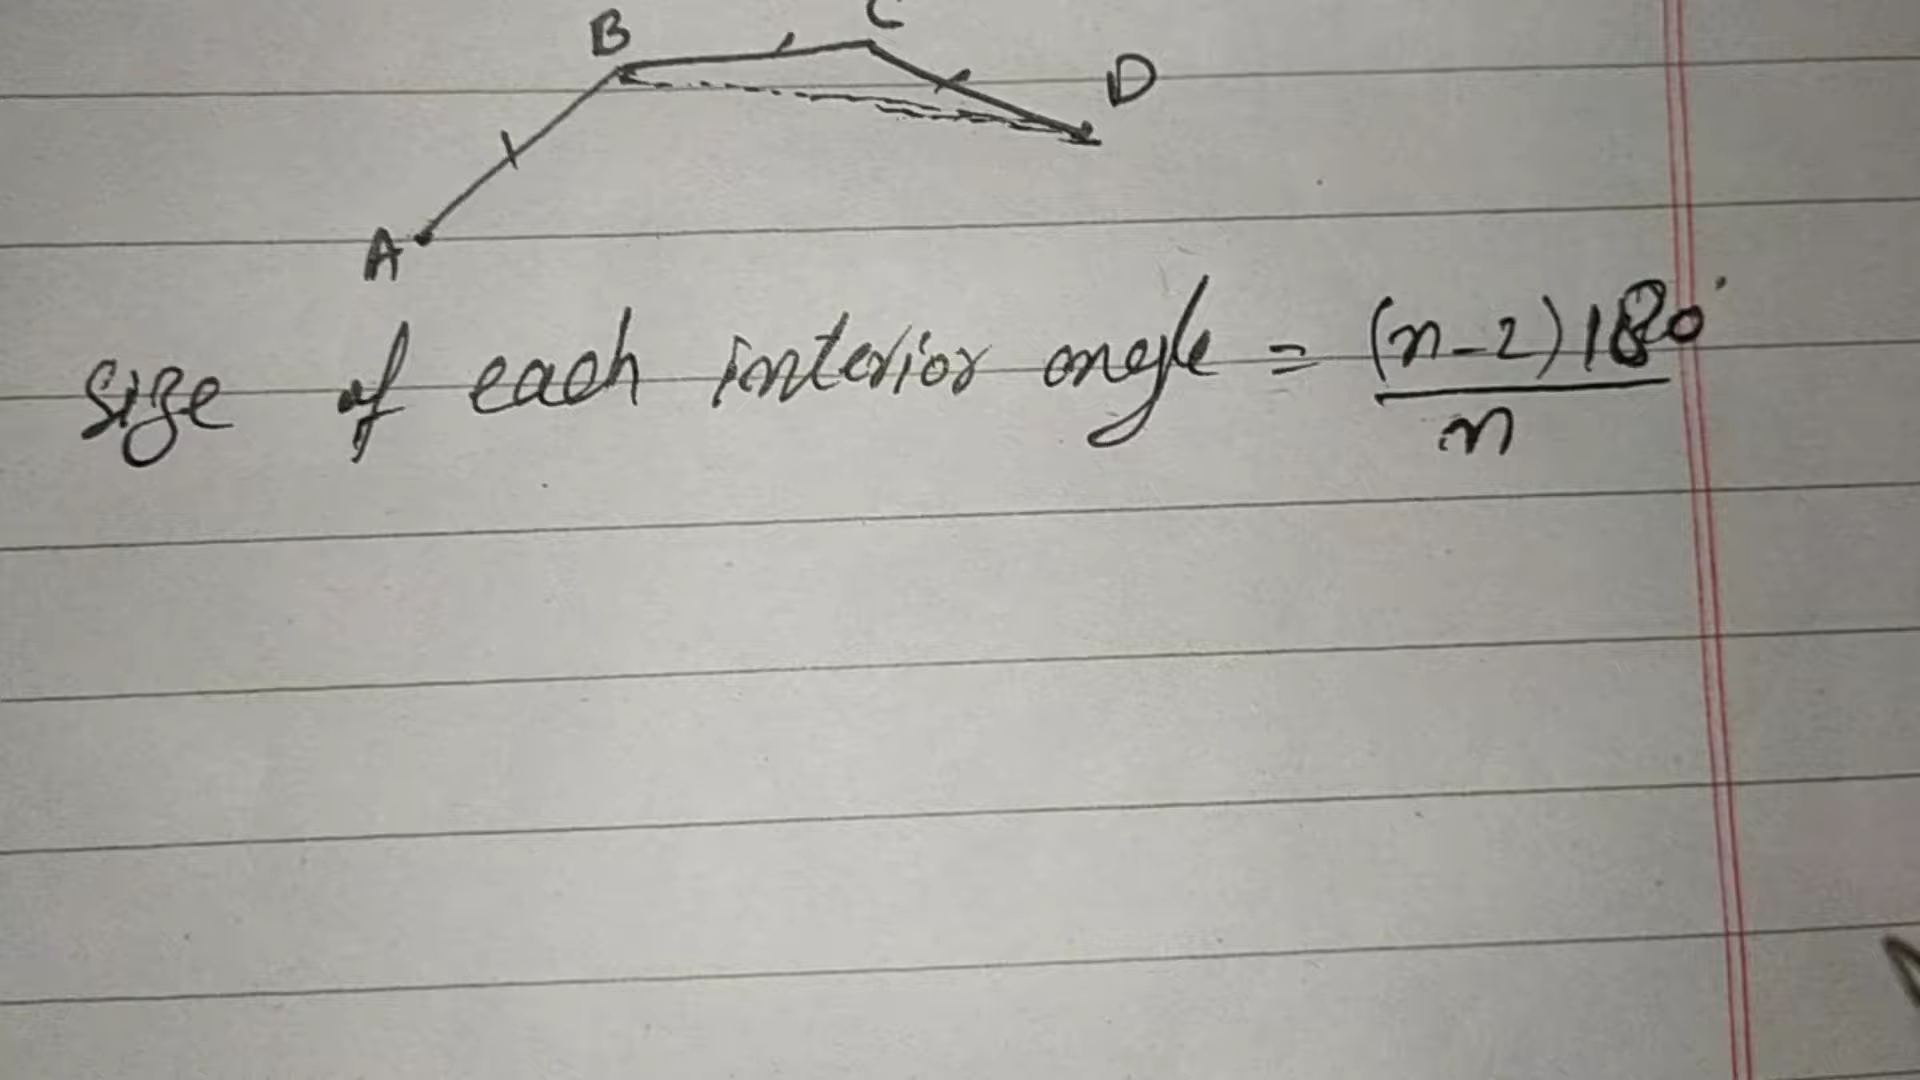 B
C
D
A
Size of each interior angle = (n-2)180°
n